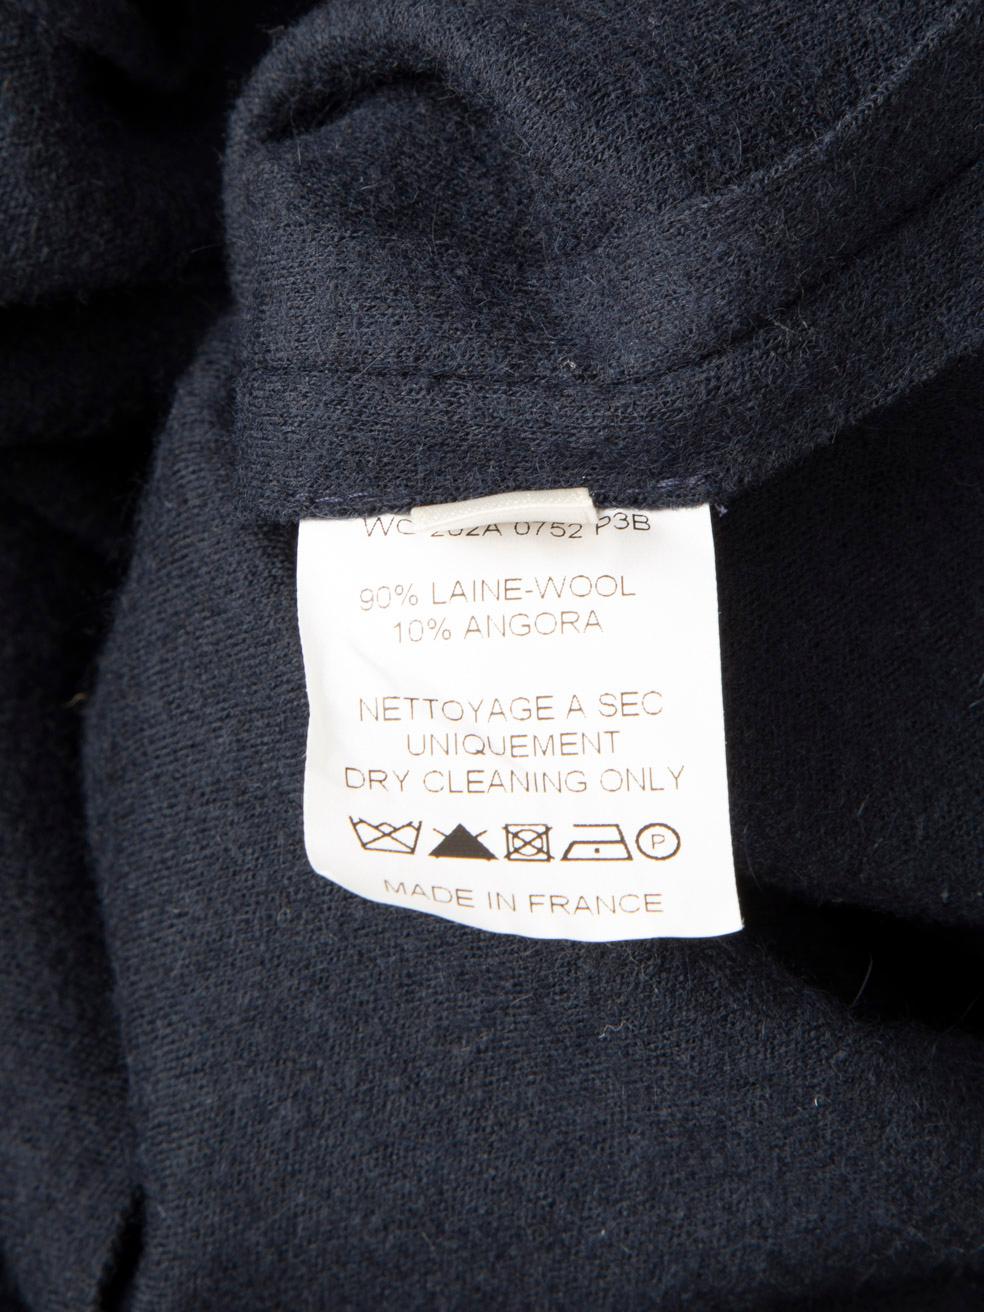 0752 P3B
90% LAINE-WOOL
10% ANGORA
NETTOYAGE A SEC
UNIQUEMENT
DRY CLEANING ONLY
P
MADE IN FRANCE